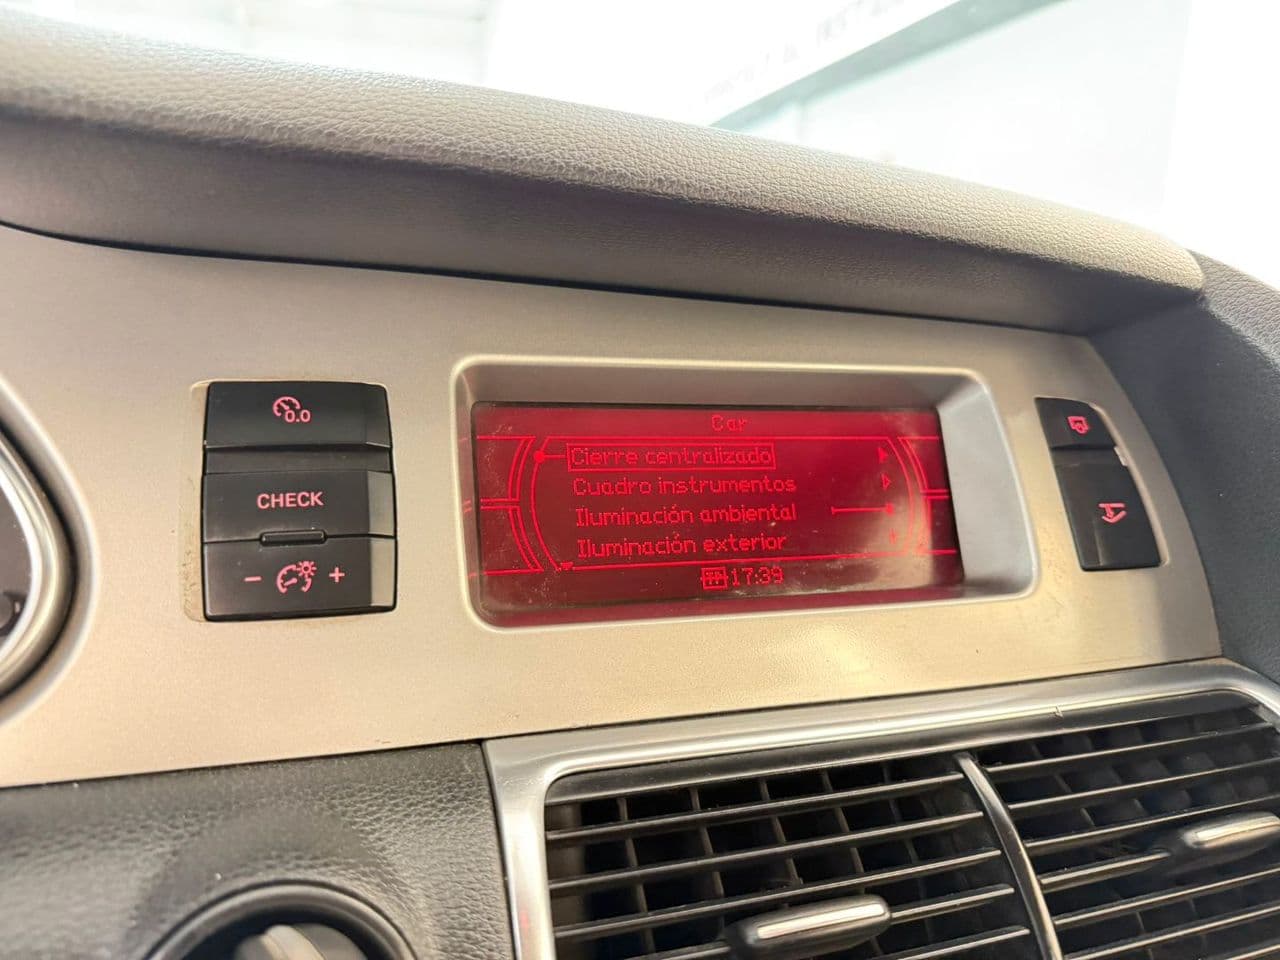 0.0
CHECK
- +
Car
Cierre centralizado
Cuadro instrumentos
Iluminación ambiental
Iluminación exterior
17:39